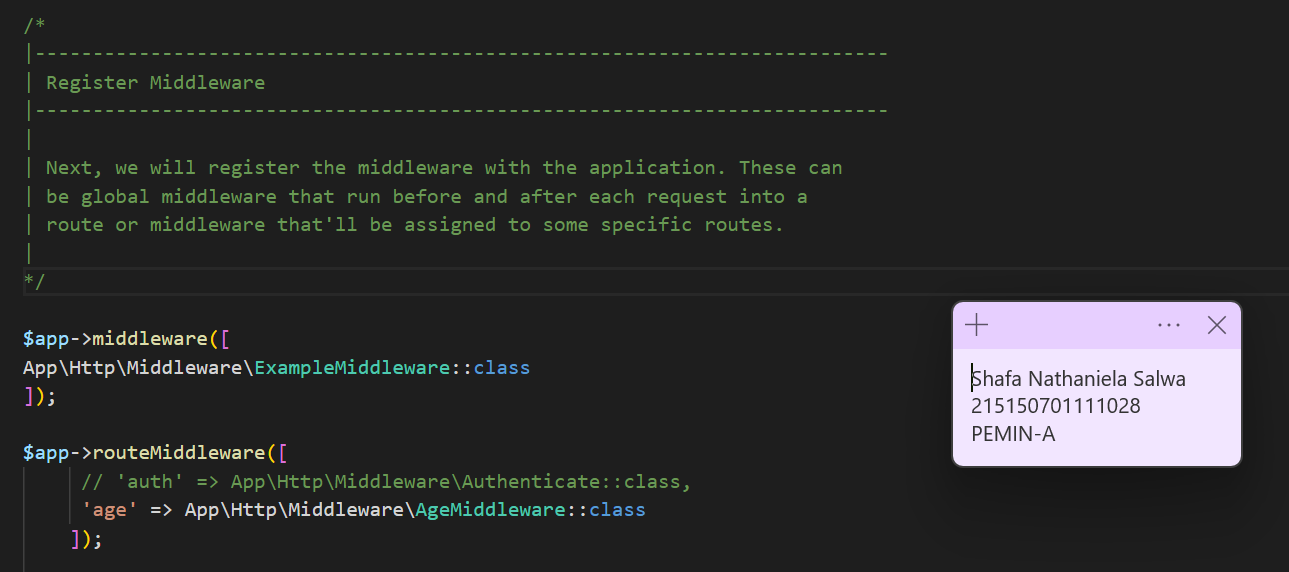 /*
|--------------------------------------------------------------------------
| Register Middleware
|--------------------------------------------------------------------------
|
| Next, we will register the middleware with the application. These can
| be global middleware that run before and after each request into a
| route or middleware that'll be assigned to some specific routes.
|
*/
$app->middleware([
App\Http\Middleware\ExampleMiddleware::class
]);
$app->routeMiddleware([
// 'auth' => App\Http\Middleware\Authenticate::class,
'age' => App\Http\Middleware\AgeMiddleware::class
]);
Shafa Nathaniela Salwa
215150701111028
PEMIN-A